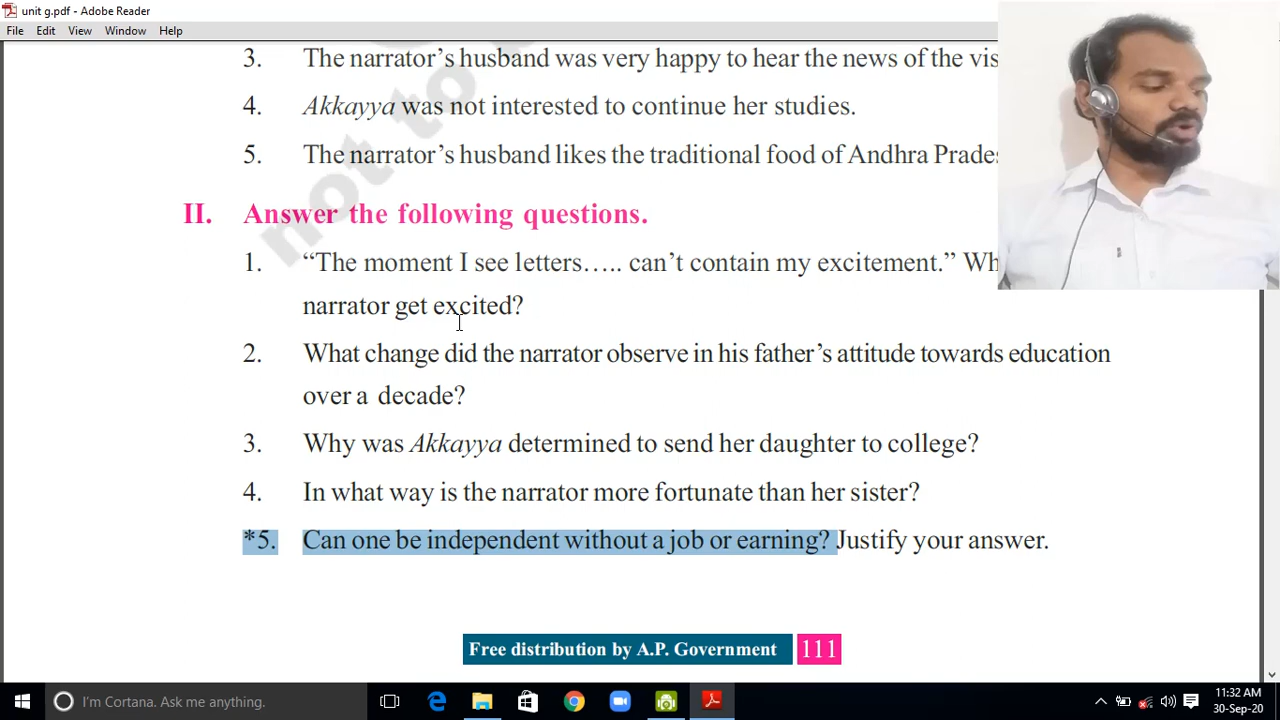 unit g.pdf - Adobe Reader
File Edit View Window Help
3. The narrator's husband was very happy to hear the news of the
4. Akkayya was not interested to continue her studies.
5. The narrator's husband likes the traditional food of Andhra
not to
II. Answer the following questions.
1. “The moment I see letters….. can't contain my excitement.”
narrator get excited?
2. What change did the narrator observe in his father's attitude towards education
over a decade?
3. Why was Akkayya determined to send her daughter to college?
4. In what way is the narrator more fortunate than her sister?
*5. Can one be independent without a job or earning? Justify your answer.
Free distribution by A.P. Government 111
I'm Cortana. Ask me anything.
11:32 AM
30-Sep-20